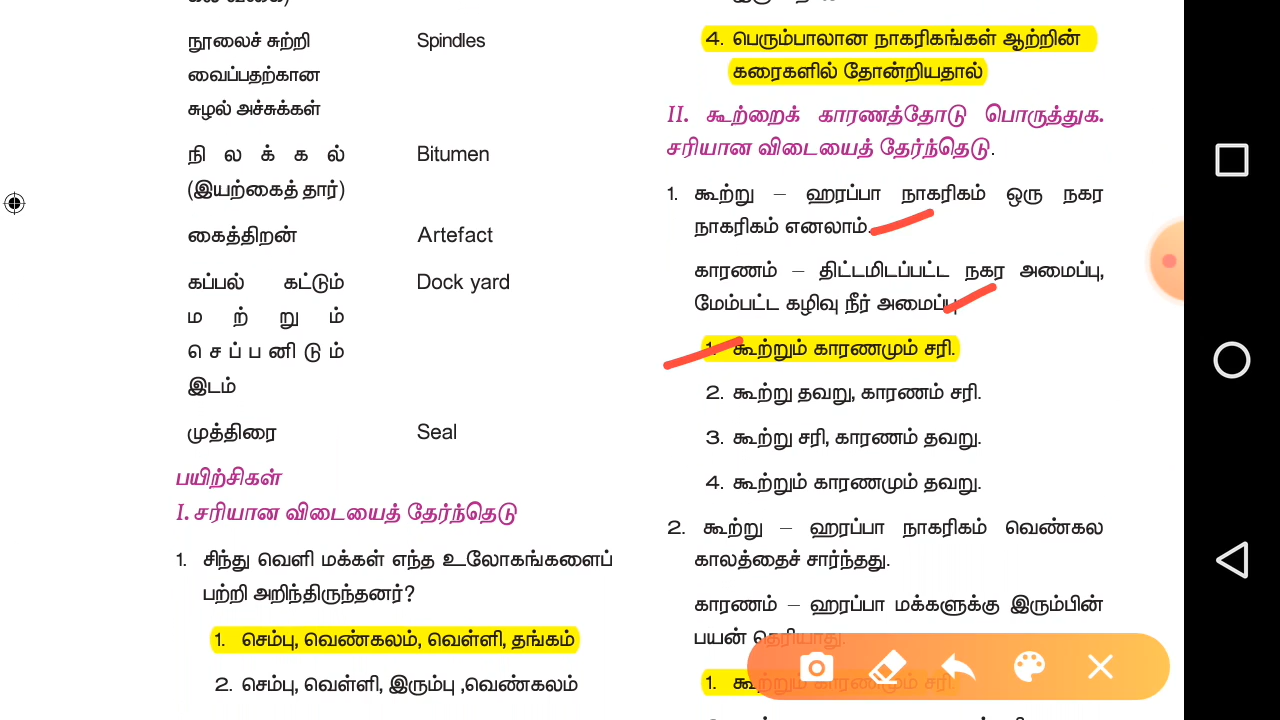 நூலைச் சுற்றி Spindles
வைப்பதற்கான
சுழல் அச்சுக்கள்
நி ல க் க ல் Bitumen
(இயற்கைத் தார்)
கைத்திறன் Artefact
கப்பல் கட்டும் Dock yard
ம ற் று ம்
செ ப் ப னி டு ம்
இடம்
முத்திரை Seal
பயிற்சிகள்
I. சரியான விடையைத் தேர்ந்தெடு
1. சிந்து வெளி மக்கள் எந்த உலோகங்களைப்
பற்றி அறிந்திருந்தனர்?
1. செம்பு, வெண்கலம், வெள்ளி, தங்கம்
2. செம்பு, வெள்ளி, இரும்பு ,வெண்கலம்
4. பெரும்பாலான நாகரிகங்கள் ஆற்றின்
கரைகளில் தோன்றியதால்
II. கூற்றைக் காரணத்தோடு பொருத்துக.
சரியான விடையைத் தேர்ந்தெடு.
1. கூற்று – ஹரப்பா நாகரிகம் ஒரு நகர
நாகரிகம் எனலாம்.
காரணம் – திட்டமிடப்பட்ட நகர அமைப்பு,
மேம்பட்ட கழிவு நீர் அமைப்பு
1. கூற்றும் காரணமும் சரி.
2. கூற்று தவறு, காரணம் சரி.
3. கூற்று சரி, காரணம் தவறு.
4. கூற்றும் காரணமும் தவறு.
2. கூற்று – ஹரப்பா நாகரிகம் வெண்கல
காலத்தைச் சார்ந்தது.
காரணம் – ஹரப்பா மக்களுக்கு இரும்பின்
பயன் தெரியாது.
1. கூற்றும் காரணமும் சரி.